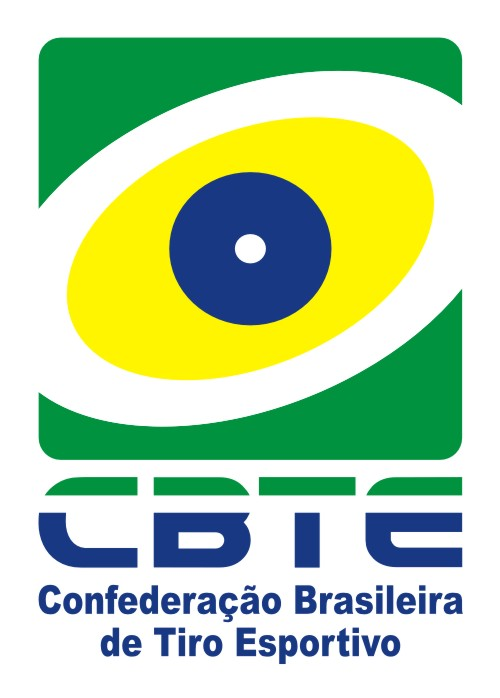 CBTE
Confederação Brasileira
de Tiro Esportivo